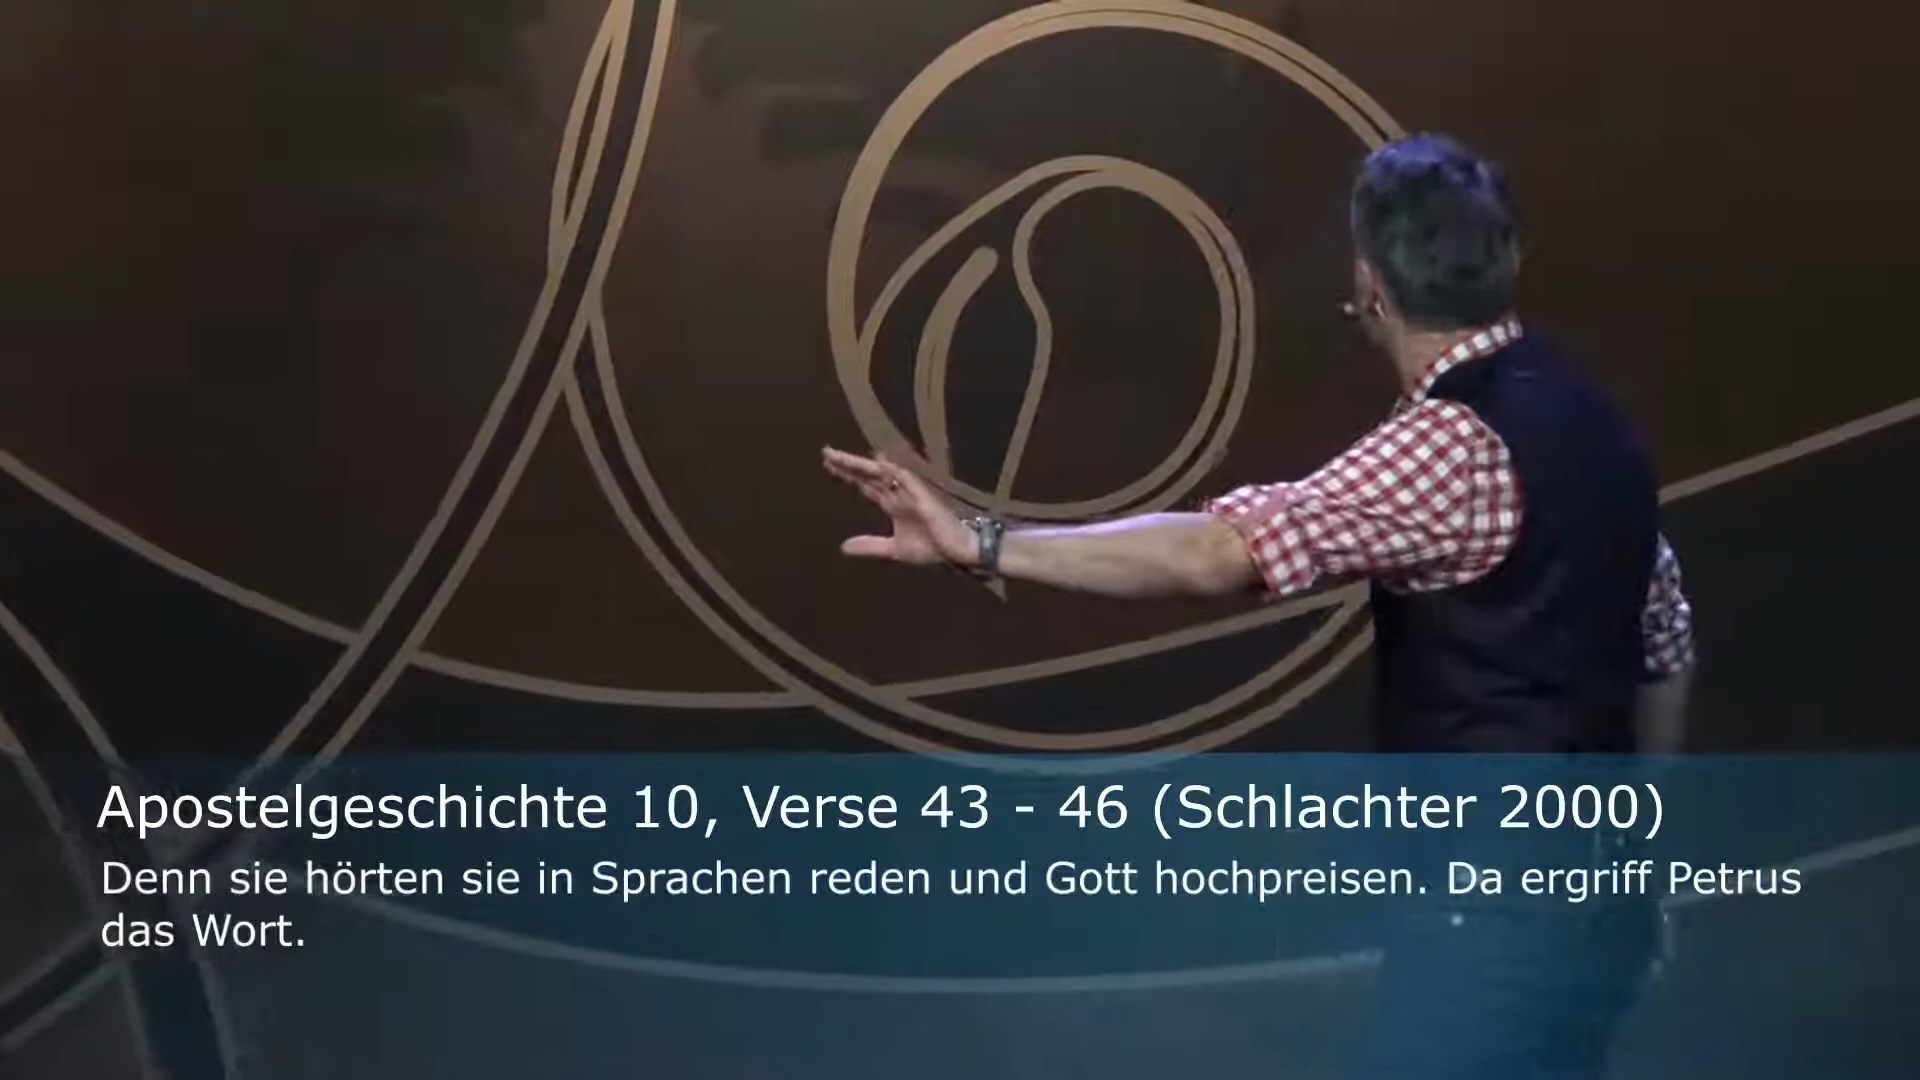 Apostelgeschichte 10, Verse 43 - 46 (Schlachter 2000)
Denn sie hörten sie in Sprachen reden und Gott hochpreisen. Da ergriff Petrus
das Wort.